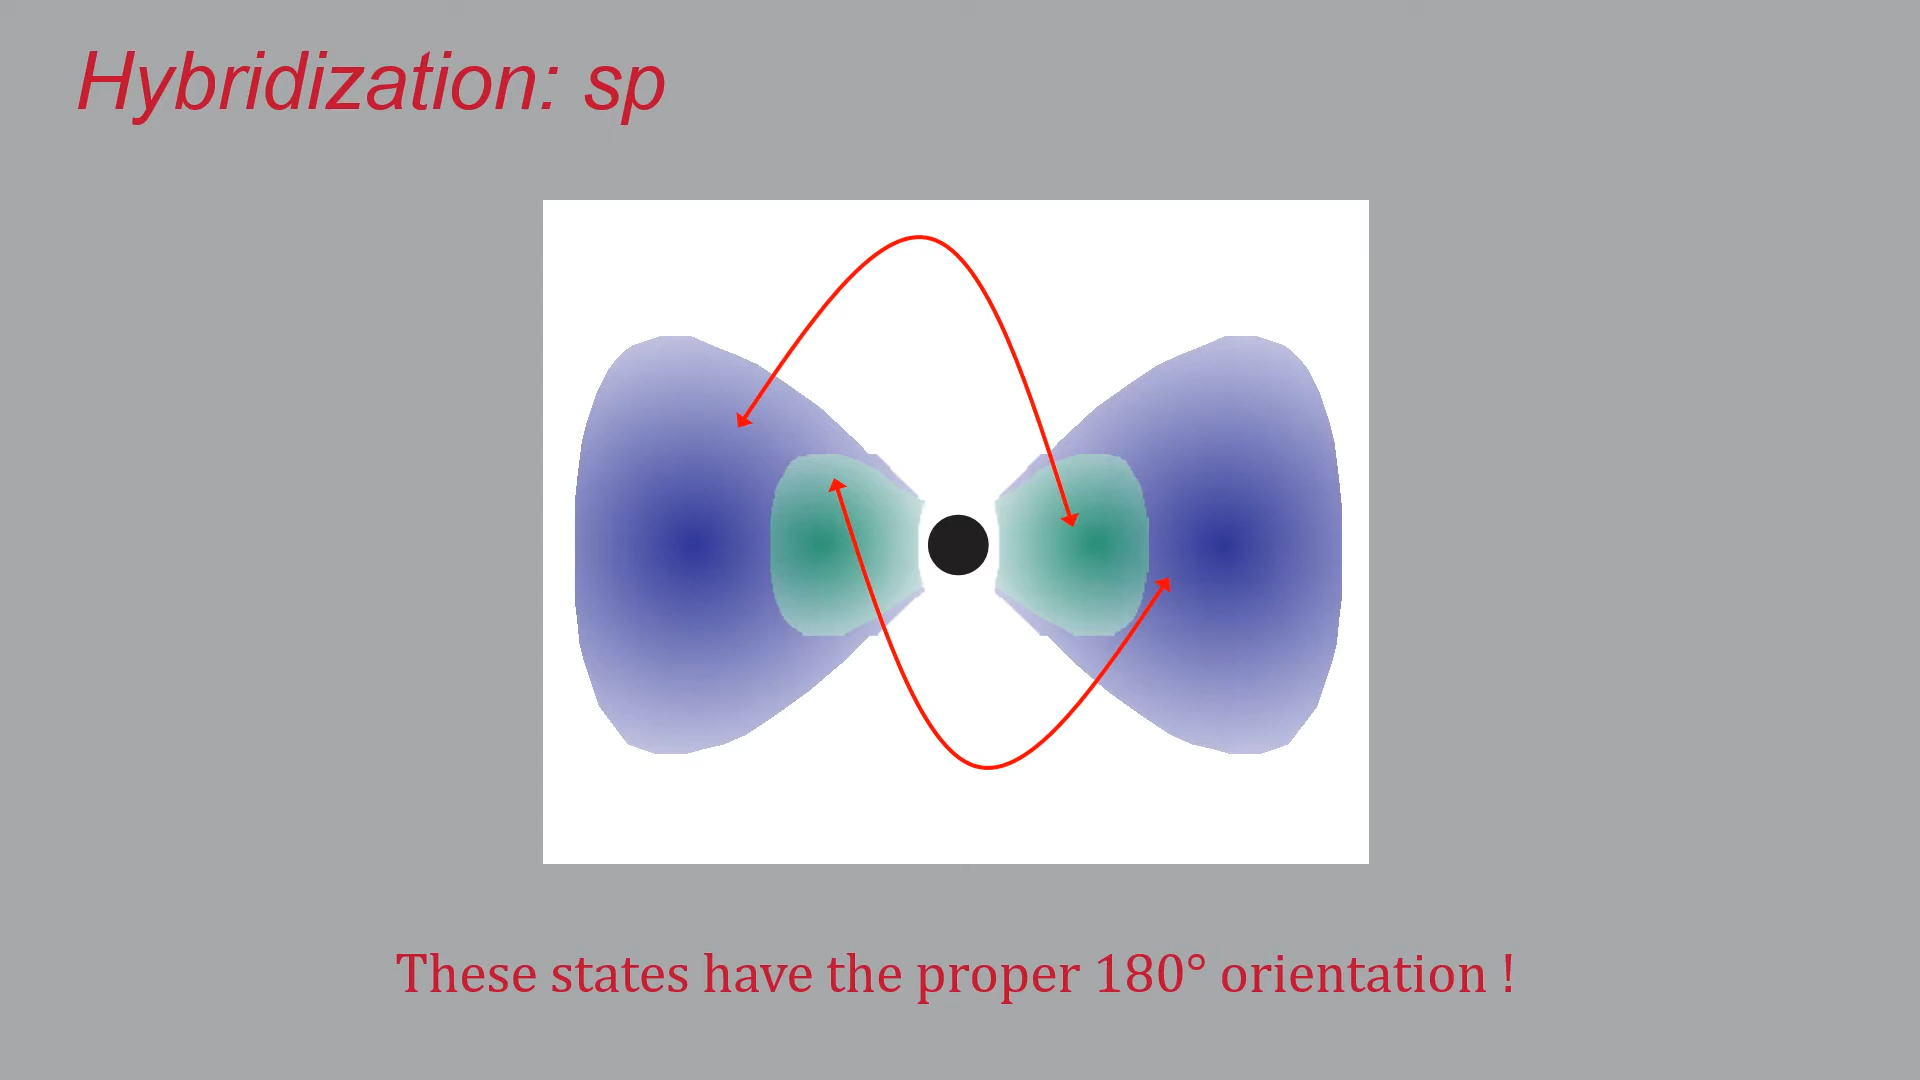 Hybridization: sp
These states have the proper 180° orientation !